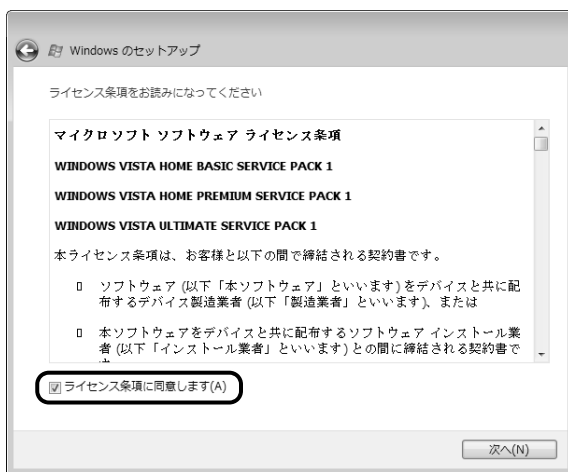 Windows のセットアップ
ライセンス条項をお読みになってください
マイクロソフト ソフトウェア ライセンス条項
WINDOWS VISTA HOME BASIC SERVICE PACK 1
WINDOWS VISTA HOME PREMIUM SERVICE PACK 1
WINDOWS VISTA ULTIMATE SERVICE PACK 1
本ライセンス条項は、お客様と以下の間で締結される契約書です。
ソフトウェア (以下「本ソフトウェア」といいます) をデバイスと共に配
布するデバイス製造業者 (以下「製造業者」といいます)、または
本ソフトウェアをデバイスと共に配布するソフトウェア インストール業
者 (以下「インストール業者」といいます) との間に締結される契約書で
ライセンス条項に同意します(A)
次へ(N)